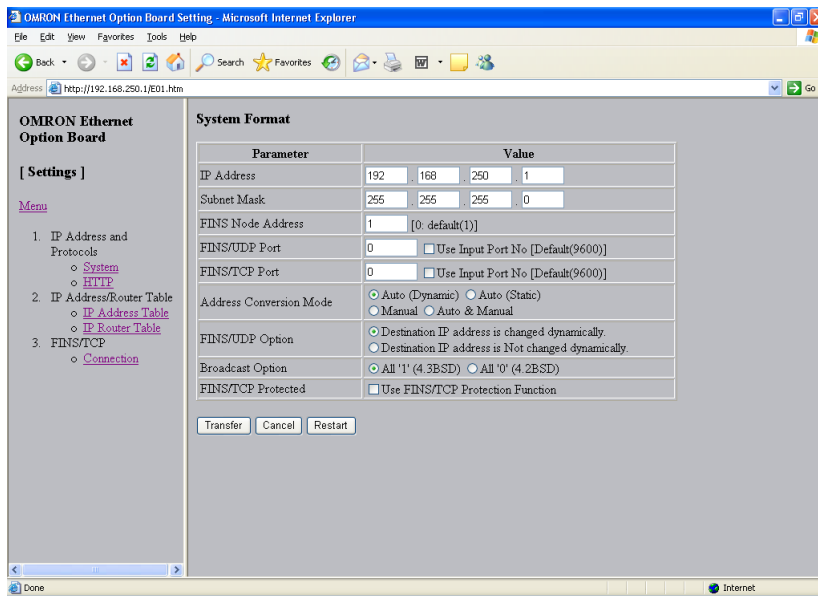 OMRON Ethernet Option Board Setting - Microsoft Internet Explorer
File Edit View Favorites Tools Help
Back Search Favorites
Address http://192.168.250.1/E01.htm Go
OMRON Ethernet
Option Board
[ Settings ]
Menu
1. IP Address and
Protocols
o System
o HTTP
2. IP Address/Router Table
o IP Address Table
o IP Router Table
3. FINS/TCP
o Connection
System Format
Parameter Value
IP Address 192 . 168 . 250 . 1
Subnet Mask 255 . 255 . 255 . 0
FINS Node Address 1 [0: default(1)]
FINS/UDP Port 0 Use Input Port No [Default(9600)]
FINS/TCP Port 0 Use Input Port No [Default(9600)]
Address Conversion Mode Auto (Dynamic) Auto (Static)
Manual Auto & Manual
FINS/UDP Option Destination IP address is changed dynamically.
Destination IP address is Not changed dynamically.
Broadcast Option All '1' (4.3BSD) All '0' (4.2BSD)
FINS/TCP Protected Use FINS/TCP Protection Function
Transfer Cancel Restart
Done Internet